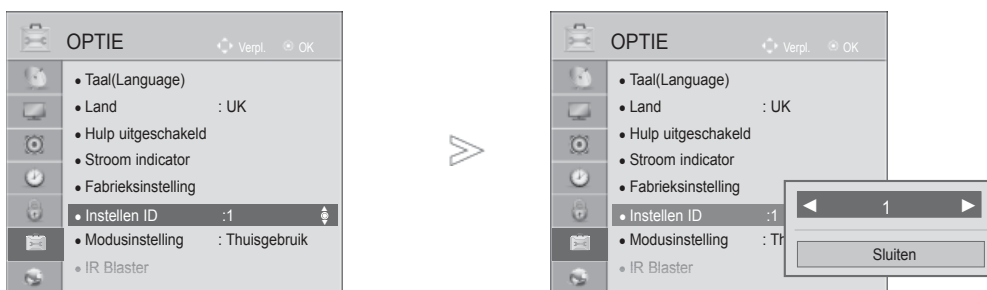 OPTIE Verpl. OK
• Taal(Language)
• Land : UK
• Hulp uitgeschakeld
• Stroom indicator
• Fabrieksinstelling
• Instellen ID :1
• Modusinstelling : Thuisgebruik
• IR Blaster
OPTIE Verpl. OK
• Taal(Language)
• Land : UK
• Hulp uitgeschakeld
• Stroom indicator
• Fabrieksinstelling
• Instellen ID :1
• Modusinstelling : Th
• IR Blaster
◄ 1 ►
Sluiten